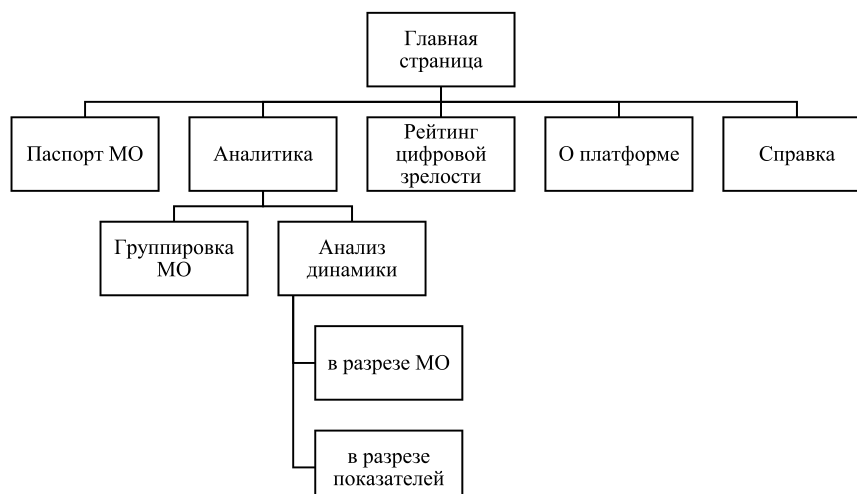 Главная
страница
Паспорт МО
Аналитика
Рейтинг
цифровой
зрелости
О платформе
Справка
Группировка
МО
Анализ
динамики
в разрезе МО
в разрезе
показателей